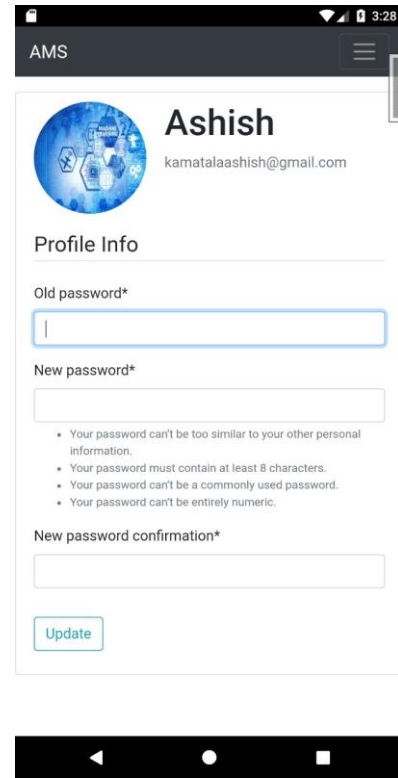 3:28
AMS
Ashish
kamatalaashish@gmail.com
Profile Info
Old password*
New password*
• Your password can't be too similar to your other personal
information.
• Your password must contain at least 8 characters.
• Your password can't be a commonly used password.
• Your password can't be entirely numeric.
New password confirmation*
Update